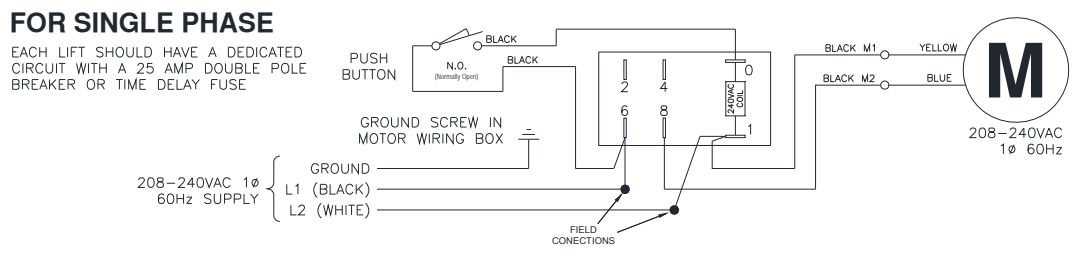 FOR SINGLE PHASE
EACH LIFT SHOULD HAVE A DEDICATED
CIRCUIT WITH A 25 AMP DOUBLE POLE
BREAKER OR TIME DELAY FUSE
PUSH
BUTTON
N.O.
(Normally Open)
BLACK
BLACK
GROUND SCREW IN
MOTOR WIRING BOX
208-240VAC 1ø
60Hz SUPPLY
GROUND
L1 (BLACK)
L2 (WHITE)
2
4
6
8
0
240VAC
COIL
1
FIELD
CONECTIONS
BLACK M1
YELLOW
BLACK M2
BLUE
M
208-240VAC
1ø 60Hz